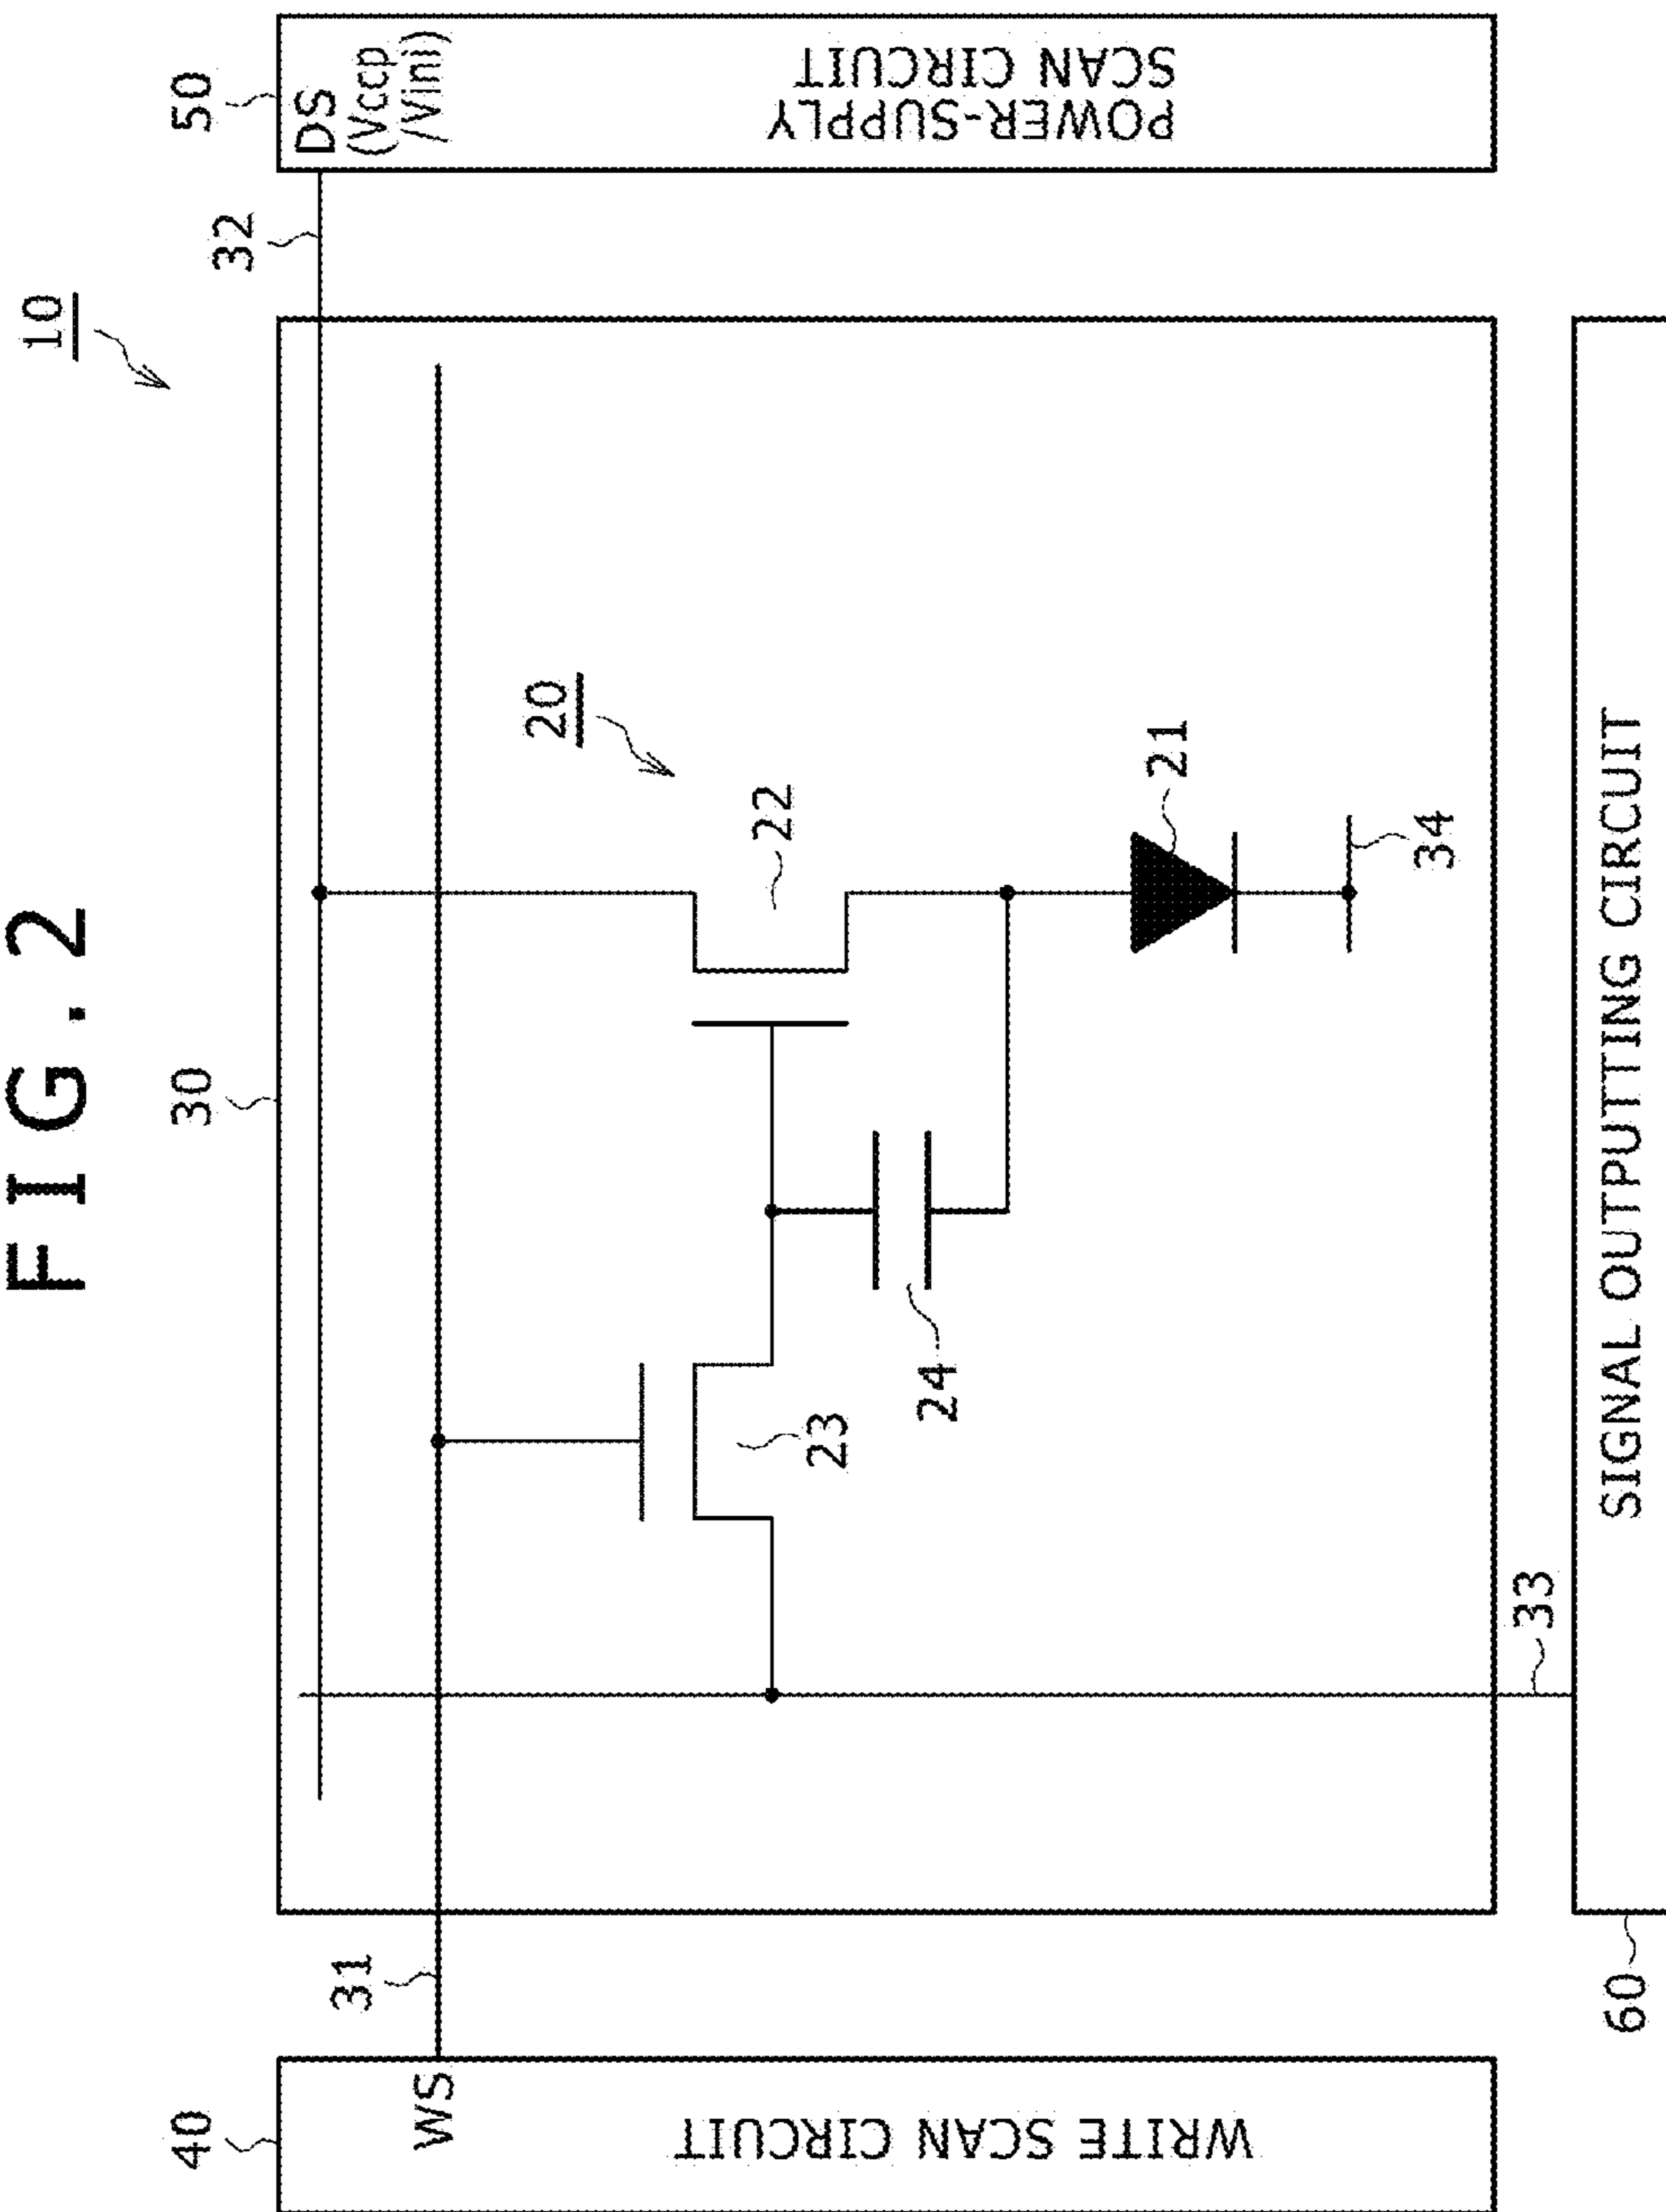 FIG.2
10
30
50
40
31
32
WS
DS
(Vccp
/Vini)
20
22
23
24
21
34
33
60
WRITE SCAN CIRCUIT
POWER-SUPPLY
SCAN CIRCUIT
SIGNAL OUTPUTTING CIRCUIT